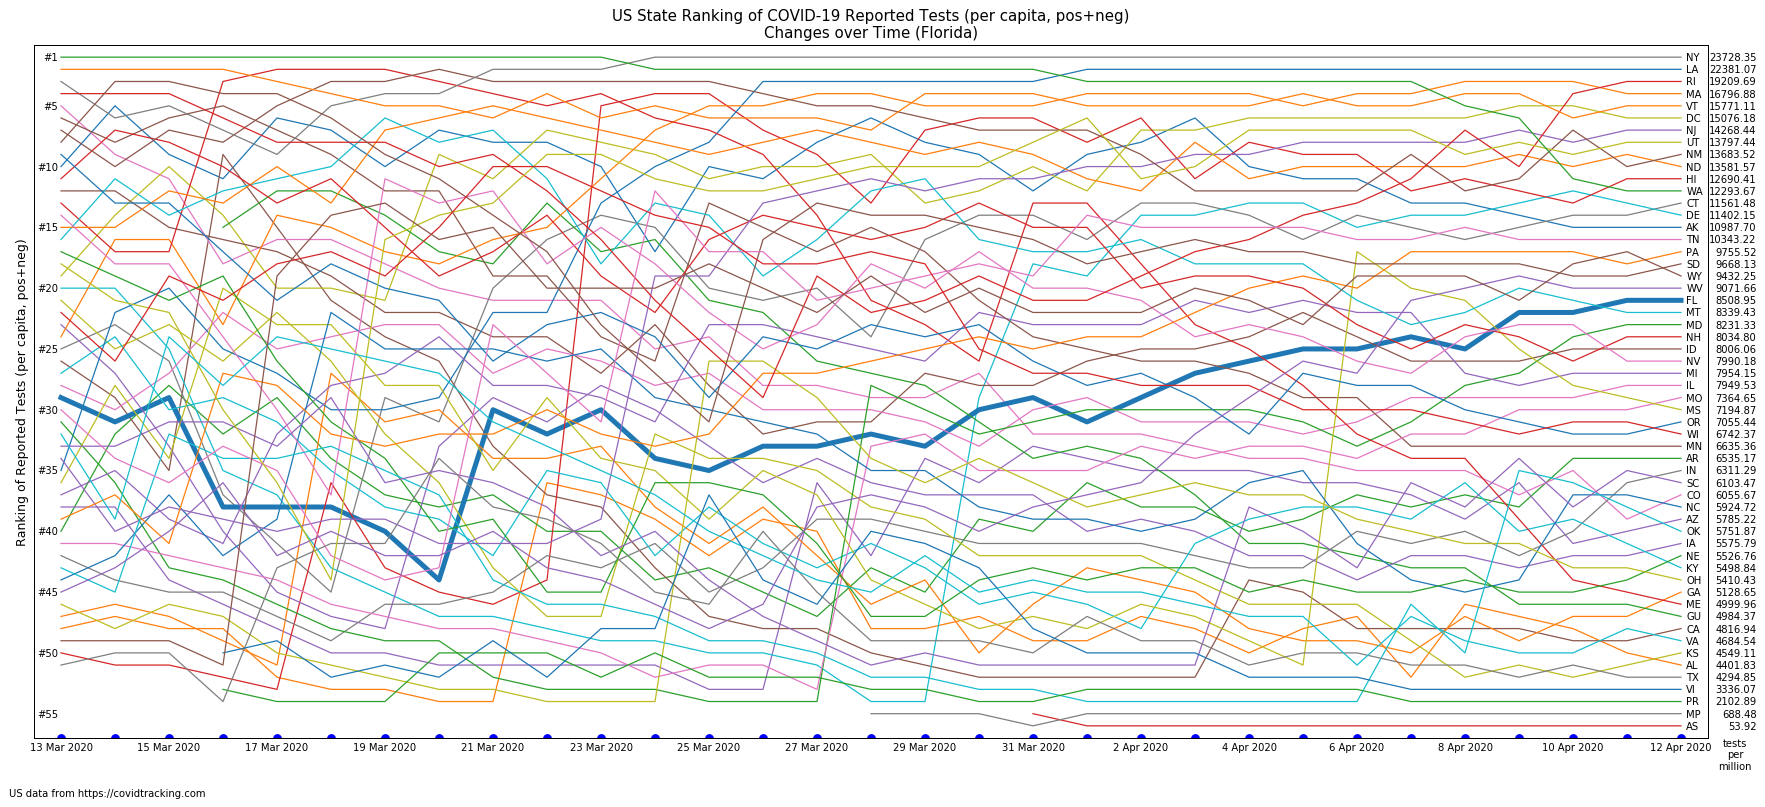 US State Ranking of COVID-19 Reported Tests (per capita, pos+neg)
Changes over Time (Florida)
Ranking of Reported Tests (per capita, pos+neg)
#1
#5
#10
#15
#20
#25
#30
#35
#40
#45
#50
#55
NY 23728.35
LA 22381.07
RI 19209.69
MA 16796.88
VT 15771.11
DC 15076.18
NJ 14268.44
UT 13797.44
NM 13683.52
ND 13581.57
HI 12690.41
WA 12293.67
CT 11561.48
DE 11402.15
AK 10987.70
TN 10343.22
PA 9755.52
SD 9668.13
WY 9432.25
WV 9071.66
FL 8508.95
MT 8339.43
MD 8231.33
NH 8034.80
ID 8006.06
NV 7990.18
MI 7954.15
IL 7949.53
MO 7364.65
MS 7194.87
OR 7055.44
WI 6742.37
MN 6635.36
AR 6535.17
IN 6311.29
SC 6103.47
CO 6055.67
NC 5924.72
AZ 5785.22
OK 5751.87
IA 5575.79
NE 5526.76
KY 5498.84
OH 5410.43
GA 5128.65
ME 4999.96
GU 4984.37
CA 4816.94
VA 4684.54
KS 4549.11
AL 4401.83
TX 4294.85
VI 3336.07
PR 2102.89
MP 688.48
AS 53.92
13 Mar 2020 15 Mar 2020 17 Mar 2020 19 Mar 2020 21 Mar 2020 23 Mar 2020 25 Mar 2020 27 Mar 2020 29 Mar 2020 31 Mar 2020 2 Apr 2020 4 Apr 2020 6 Apr 2020 8 Apr 2020 10 Apr 2020 12 Apr 2020
tests
per
million
US data from https://covidtracking.com